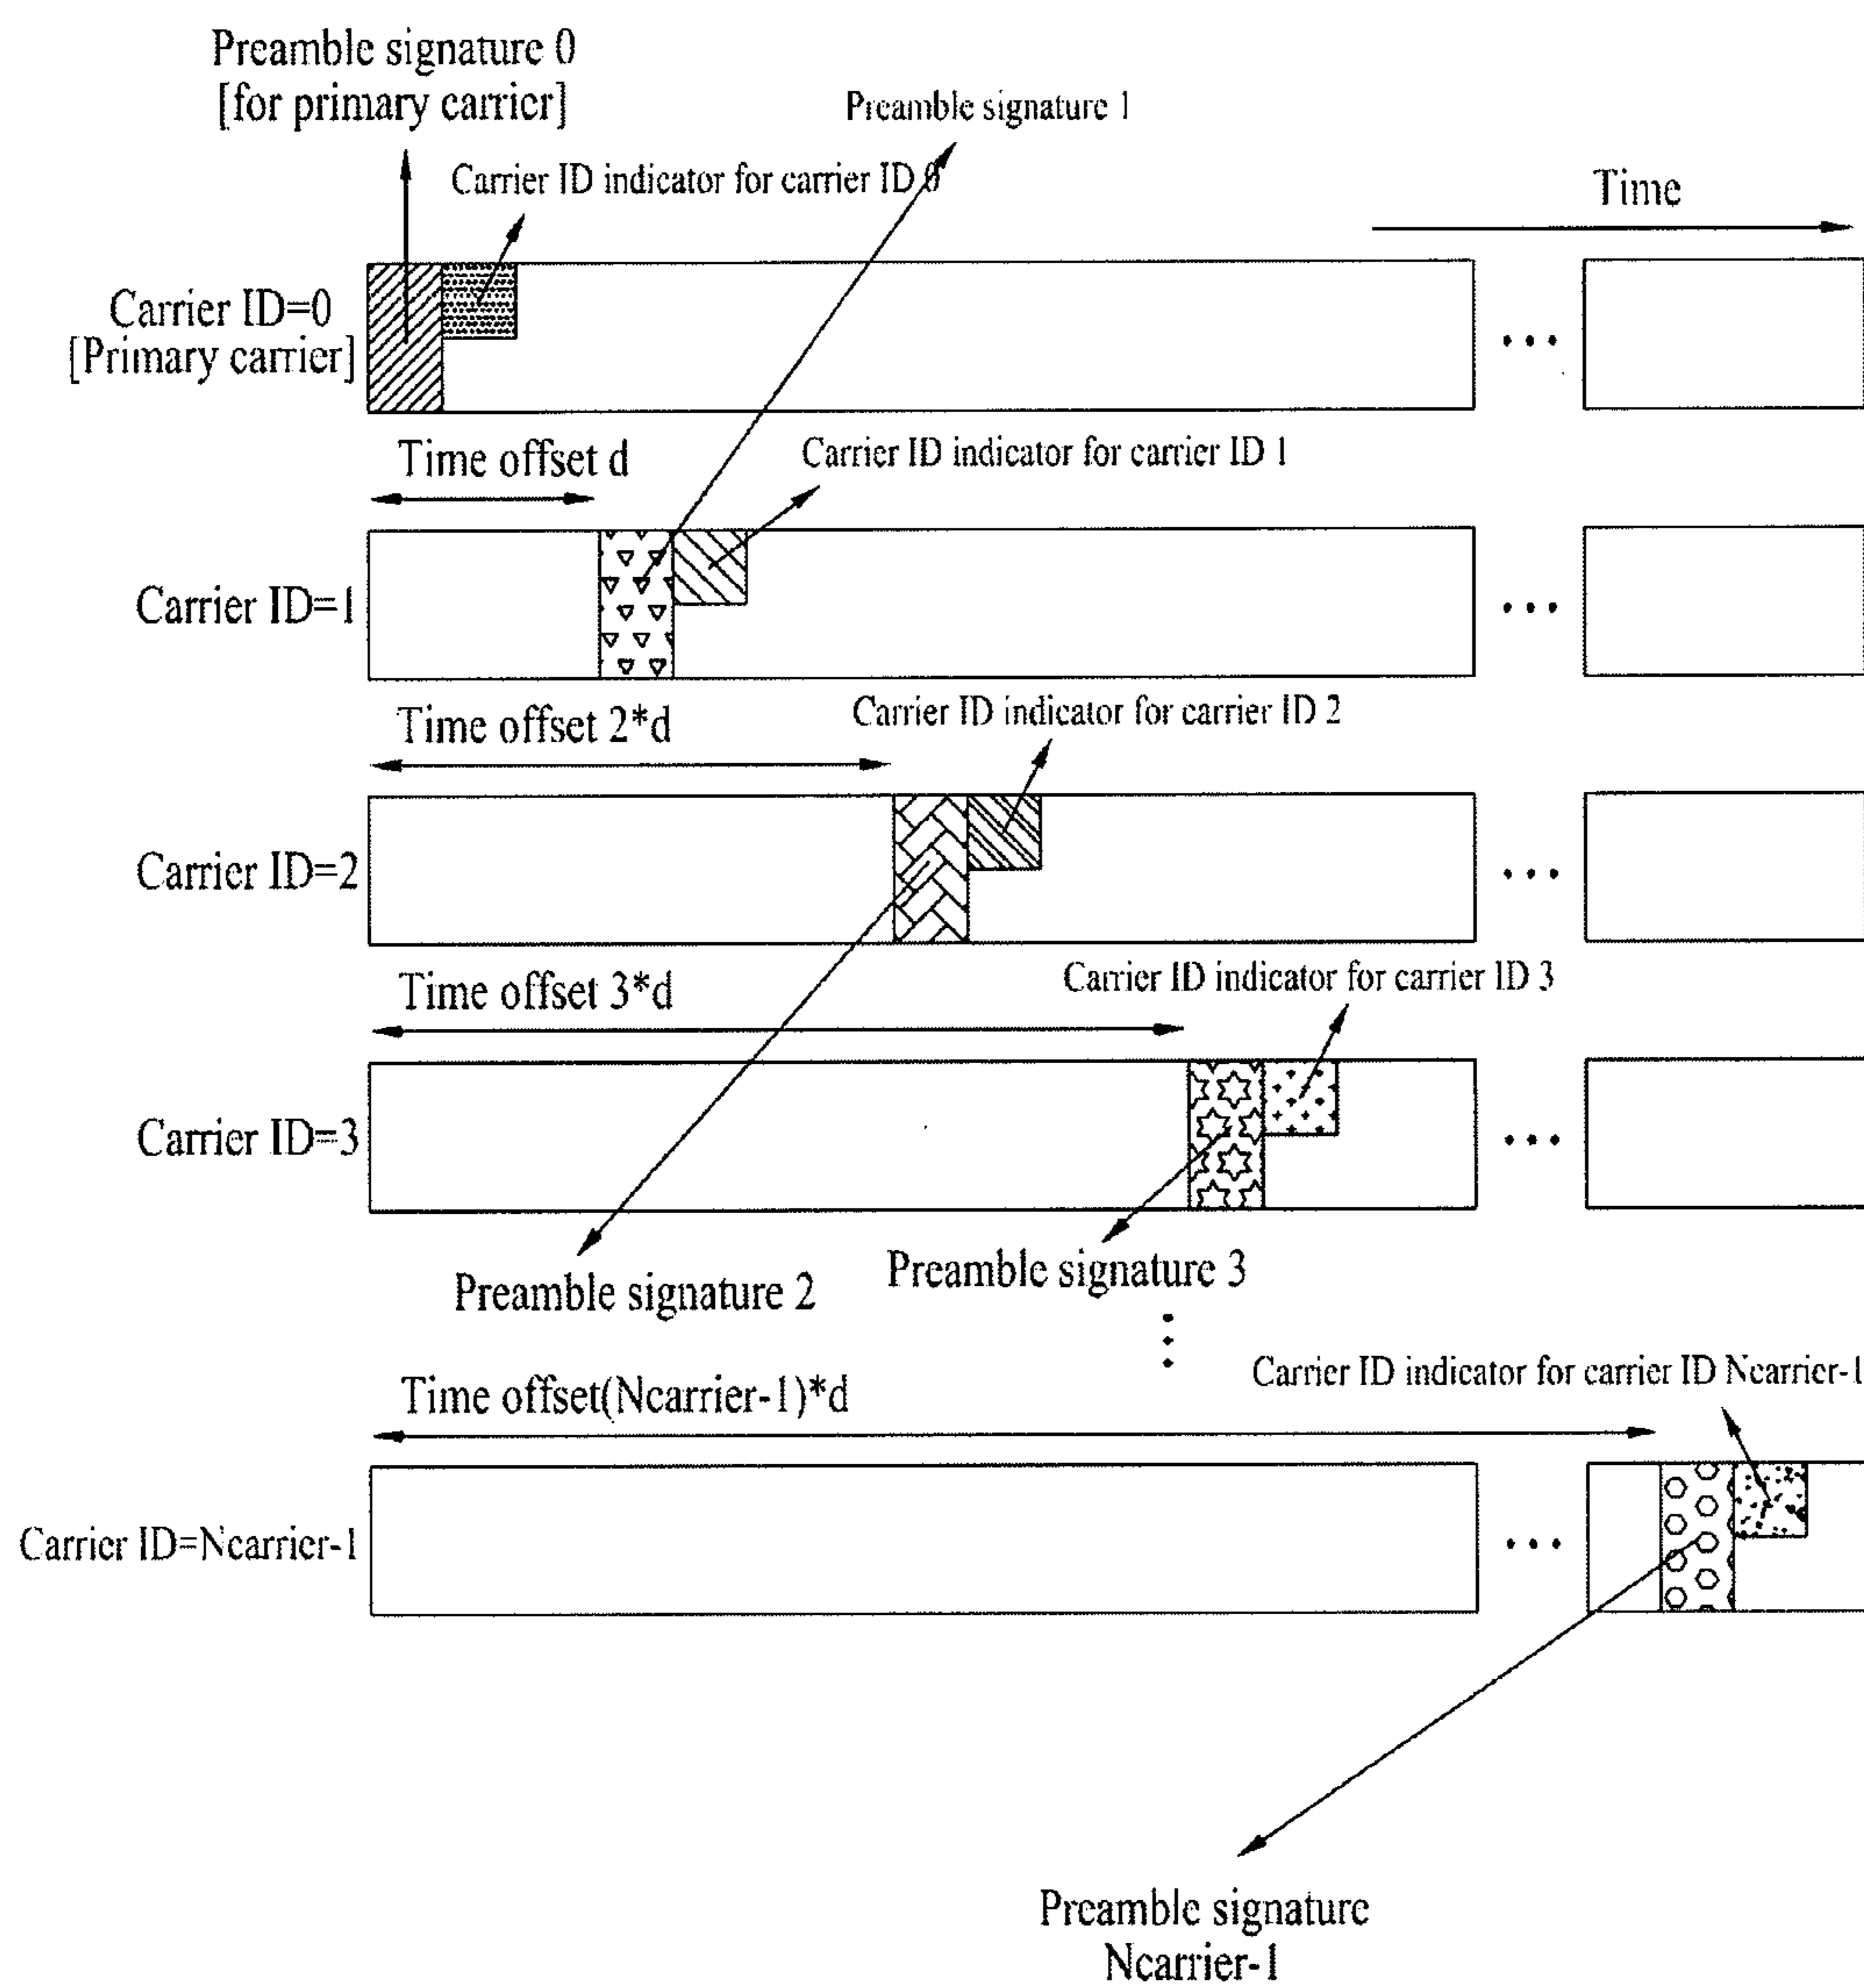 Preamble signature 0
[for primary carrier]
Preamble signature 1
Carrier ID indicator for carrier ID 0
Time
Carrier ID=0
[Primary carrier]
Time offset d
Carrier ID indicator for carrier ID 1
Carrier ID=1
Time offset 2*d
Carrier ID indicator for carrier ID 2
Carrier ID=2
Time offset 3*d
Carrier ID indicator for carrier ID 3
Carrier ID=3
Preamble signature 2
Preamble signature 3
Carrier ID indicator for carrier ID Ncarrier-1
Time offset(Ncarrier-1)*d
Carrier ID=Ncarrier-1
Preamble signature
Ncarrier-1